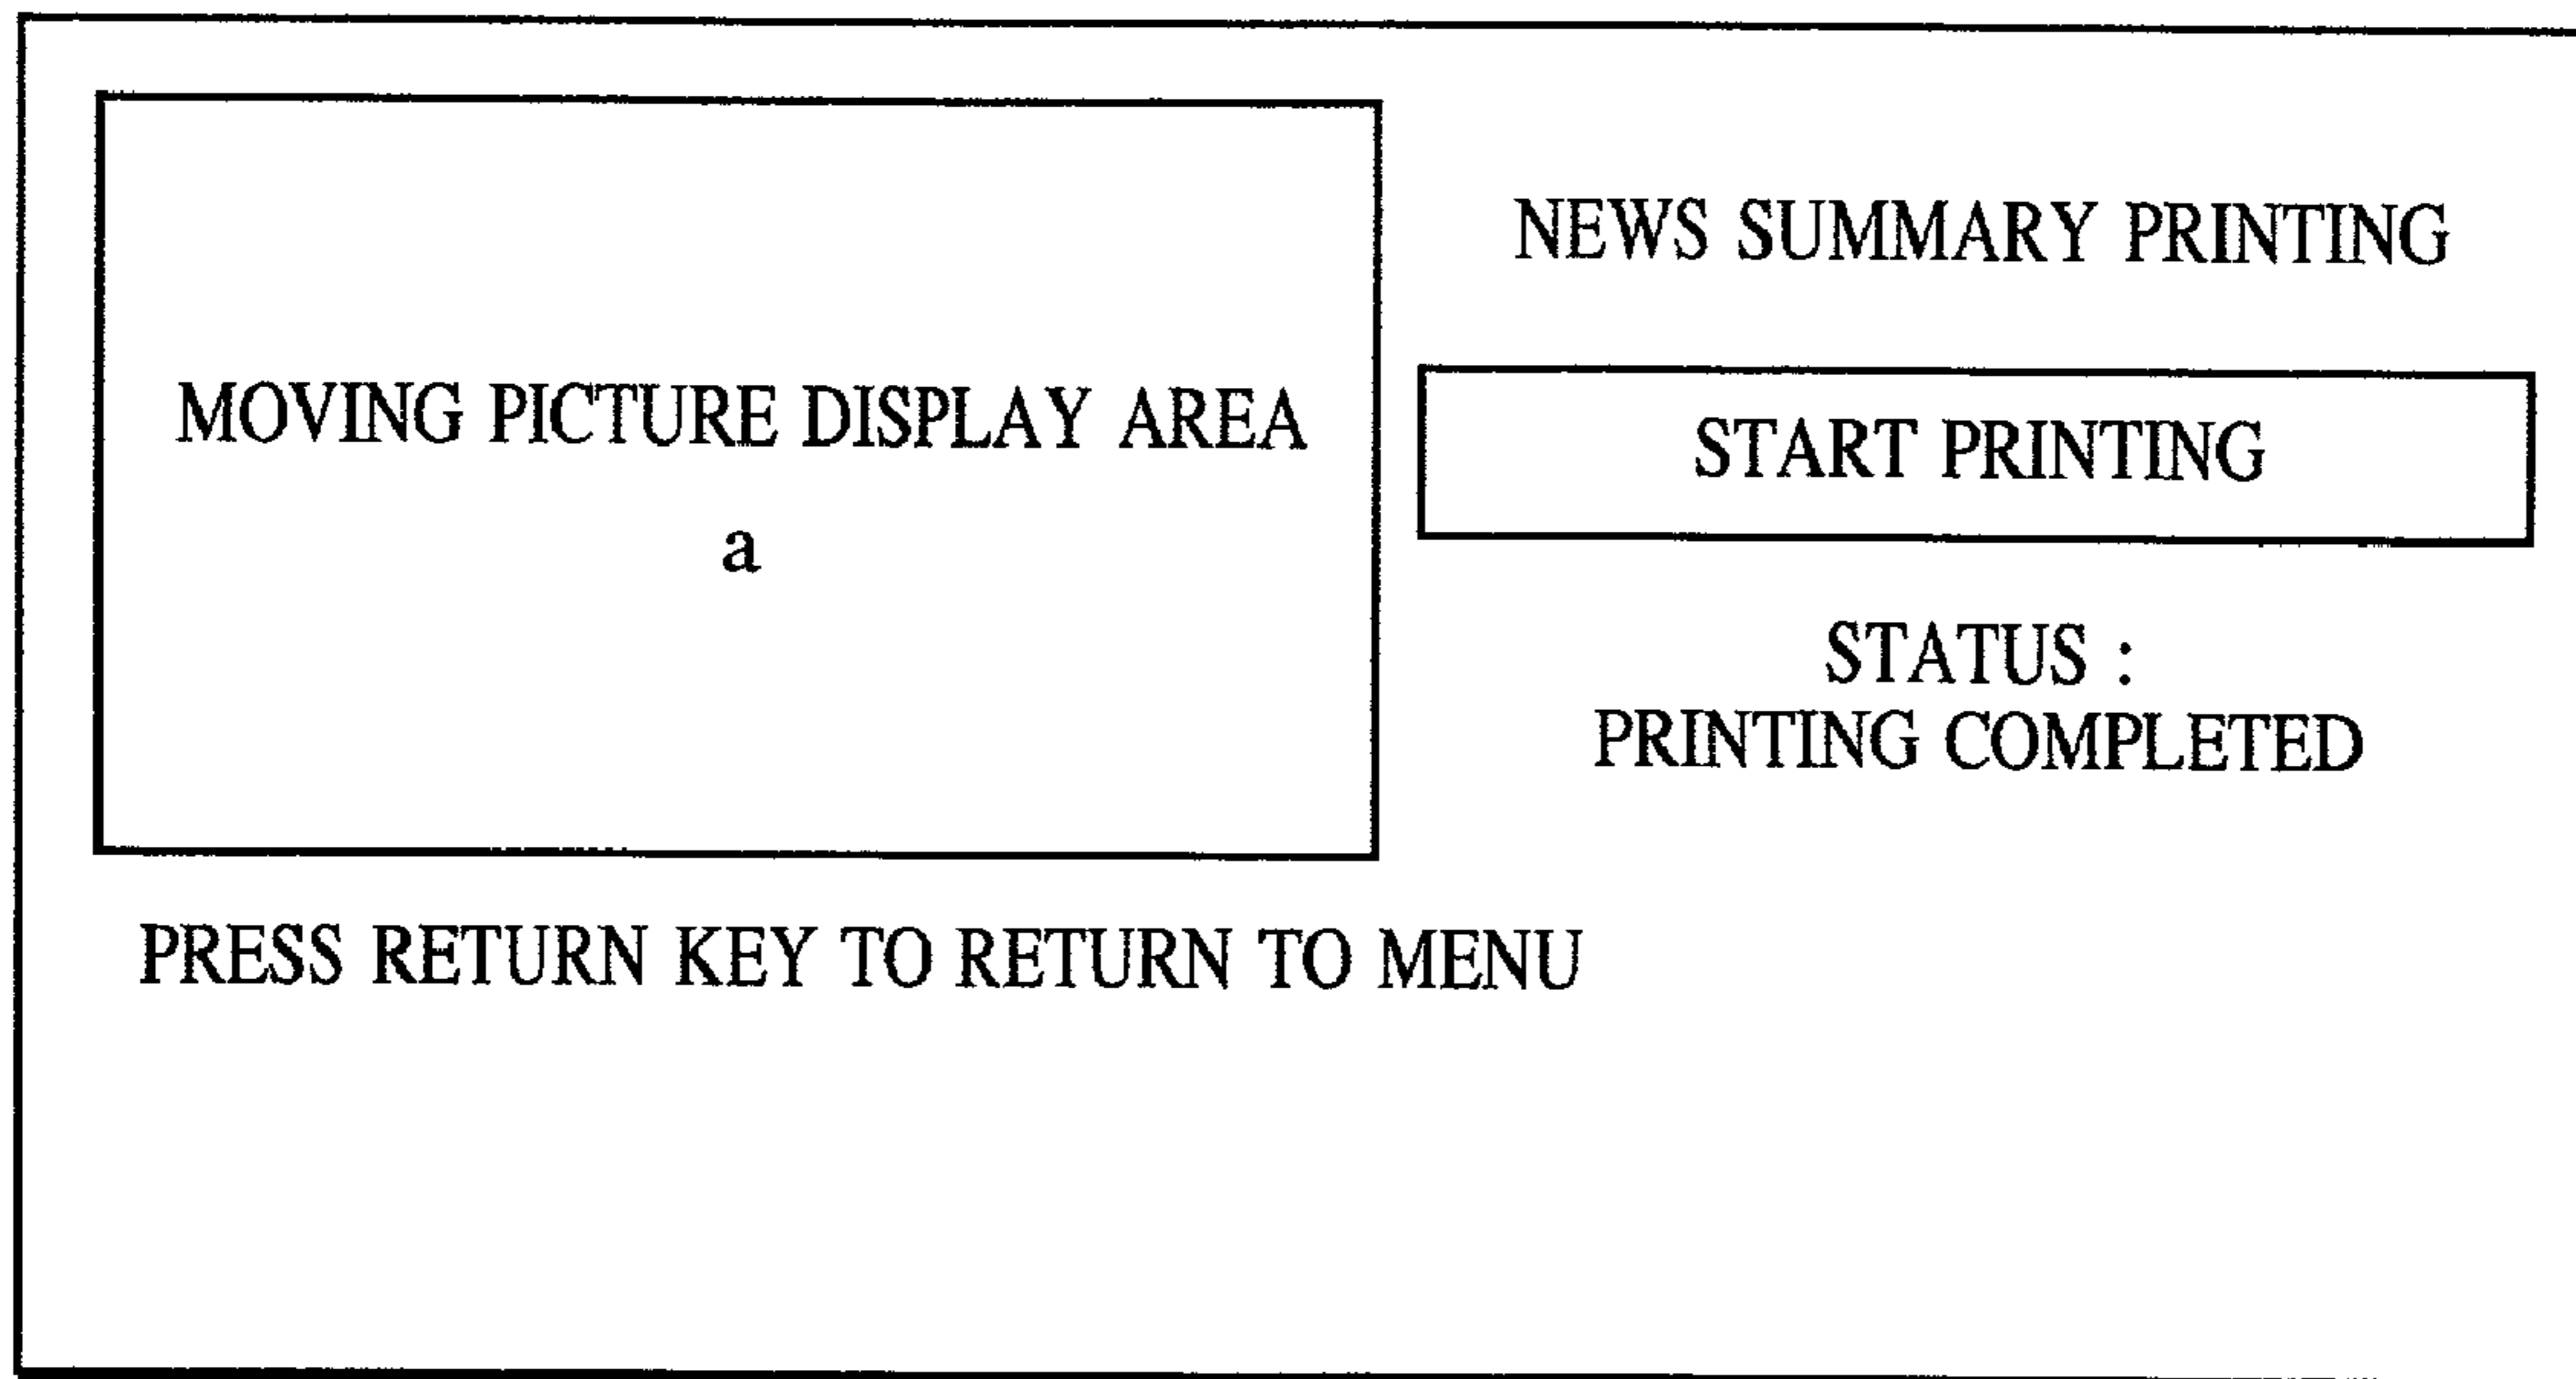 MOVING PICTURE DISPLAY AREA
a
NEWS SUMMARY PRINTING
START PRINTING
STATUS :
PRINTING COMPLETED
PRESS RETURN KEY TO RETURN TO MENU